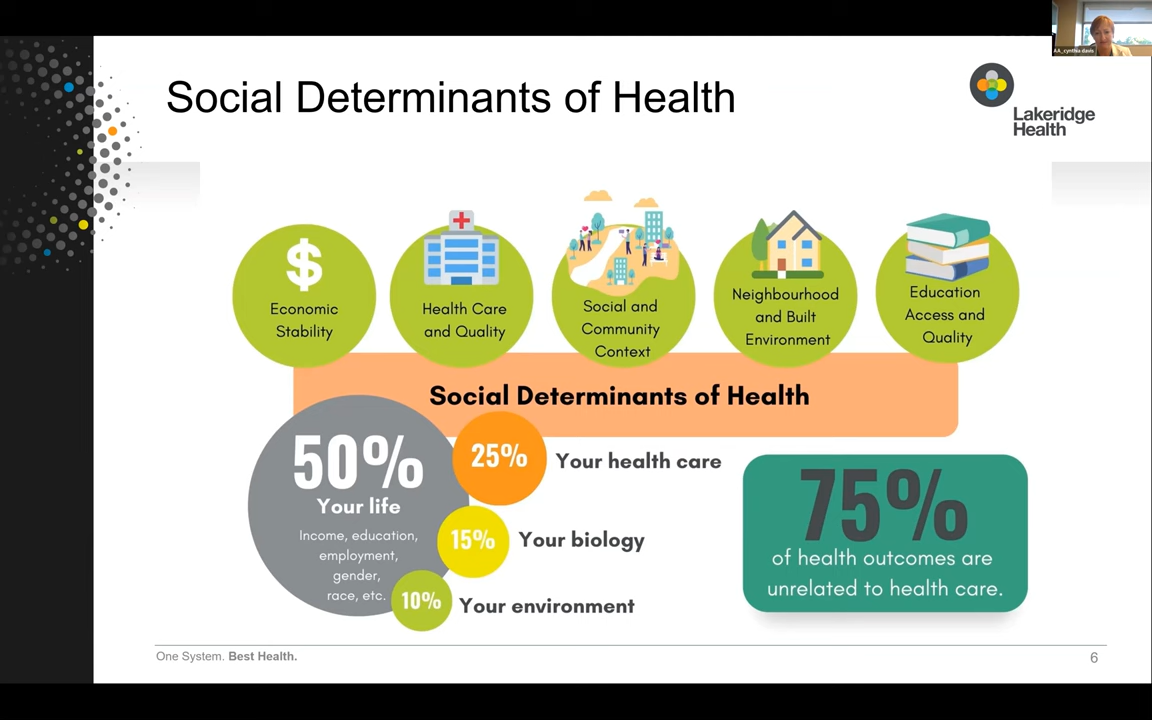 AA_cynthia davis
Social Determinants of Health
Lakeridge
Health
$
Economic
Stability
Health Care
and Quality
Social and
Community
Context
Neighbourhood
and Built
Environment
Education
Access and
Quality
Social Determinants of Health
50%
Your life
Income, education,
employment,
gender,
race, etc.
25%
Your health care
15%
Your biology
10%
Your environment
75%
of health outcomes are
unrelated to health care.
One System. Best Health.
6